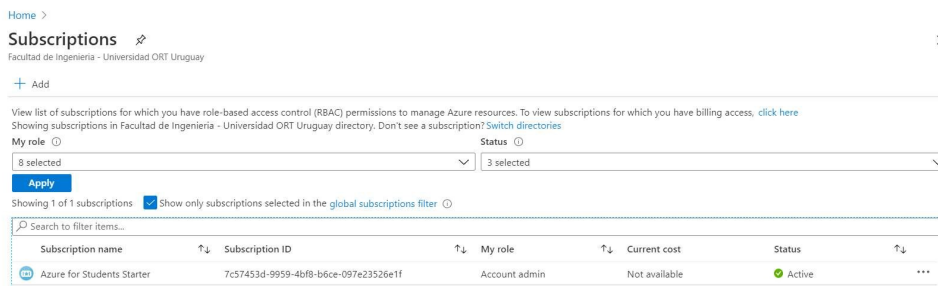 Home >
Subscriptions
Facultad de Ingenieria - Universidad ORT Uruguay
+ Add
View list of subscriptions for which you have role-based access control (RBAC) permissions to manage Azure resources. To view subscriptions for which you have billing access, click here
Showing subscriptions in Facultad de Ingenieria - Universidad ORT Uruguay directory. Don't see a subscription? Switch directories
My role Status
8 selected 3 selected
Apply
Showing 1 of 1 subscriptions Show only subscriptions selected in the global subscriptions filter
Search to filter items...
Subscription name Subscription ID My role Current cost Status
Azure for Students Starter 7c57453d-9959-4bf8-b6ce-097e23526e1f Account admin Not available Active